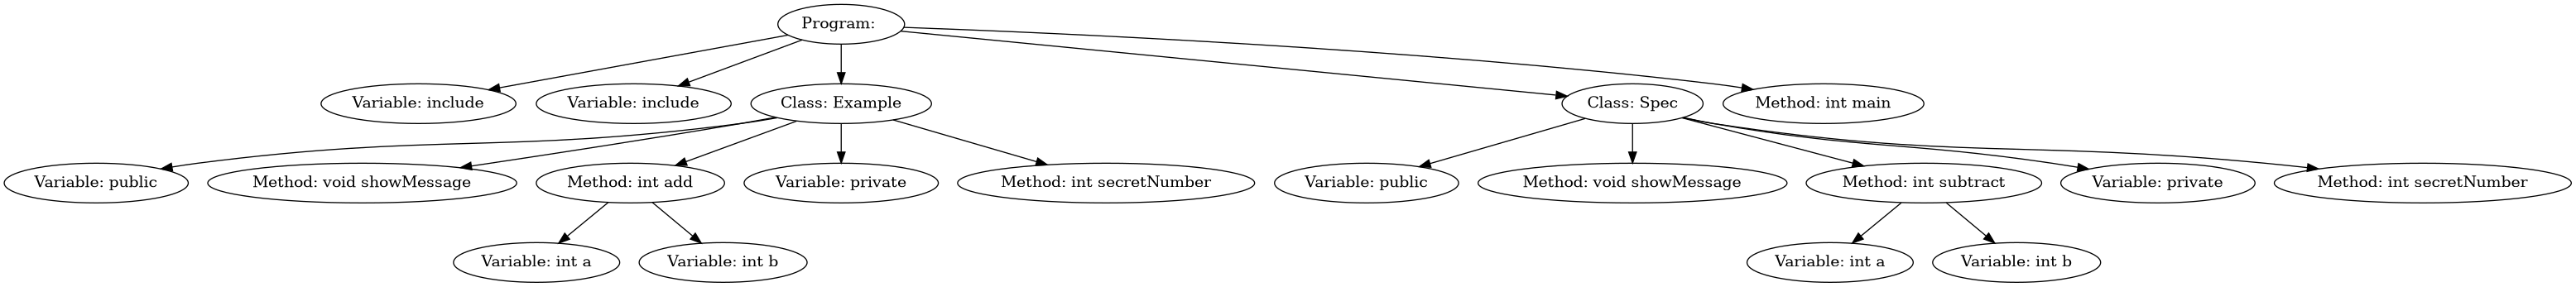 Program:
Variable: include
Variable: include
Class: Example
Class: Spec
Method: int main
Variable: public
Method: void showMessage
Method: int add
Variable: private
Method: int secretNumber
Variable: public
Method: void showMessage
Method: int subtract
Variable: private
Method: int secretNumber
Variable: int a
Variable: int b
Variable: int a
Variable: int b